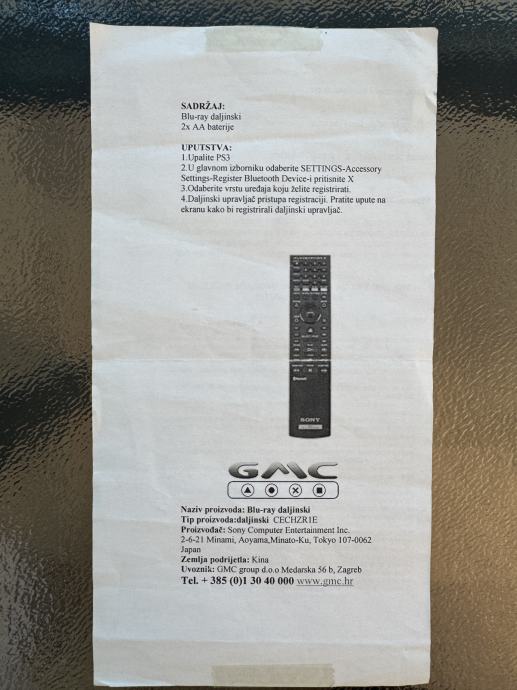 SADRŽAJ:
Blu-ray daljinski
2x AA baterije
UPUTSTVA:
1.Upalite PS3
2.U glavnom izborniku odaberite SETTINGS-Accessory
Settings-Register Bluetooth Device-i pritisnite X
3.Odaberite vrstu uređaja koju želite registrirati.
4.Daljinski upravljač pristupa registraciji. Pratite upute na
ekranu kako bi registrirali daljinski upravljač.
SONY
GMC
Naziv proizvoda: Blu-ray daljinski
Tip proizvoda:daljinski CECHZR1E
Proizvođač: Sony Computer Entertainment Inc.
2-6-21 Minami, Aoyama,Minato-Ku, Tokyo 107-0062
Japan
Zemlja podrijetla: Kina
Uvoznik: GMC group d.o.o Medarska 56 b, Zagreb
Tel. + 385 (0)1 30 40 000 www.gmc.hr